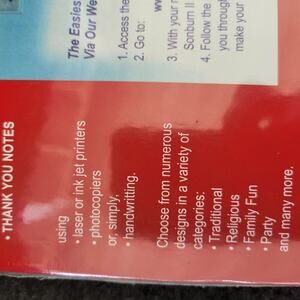 The Easies
Via Our We
1. Access the
2. Go to:
ww
3. With your r
Sonburn II
4. Follow the
you through
make your
• THANK YOU NOTES
using
• laser or ink jet printers
• photocopiers
or, simply,
• handwritting.
Choose from numerous
designs in a variety of
categories:
• Traditional
• Religious
• Family Fun
• Party
and many more.